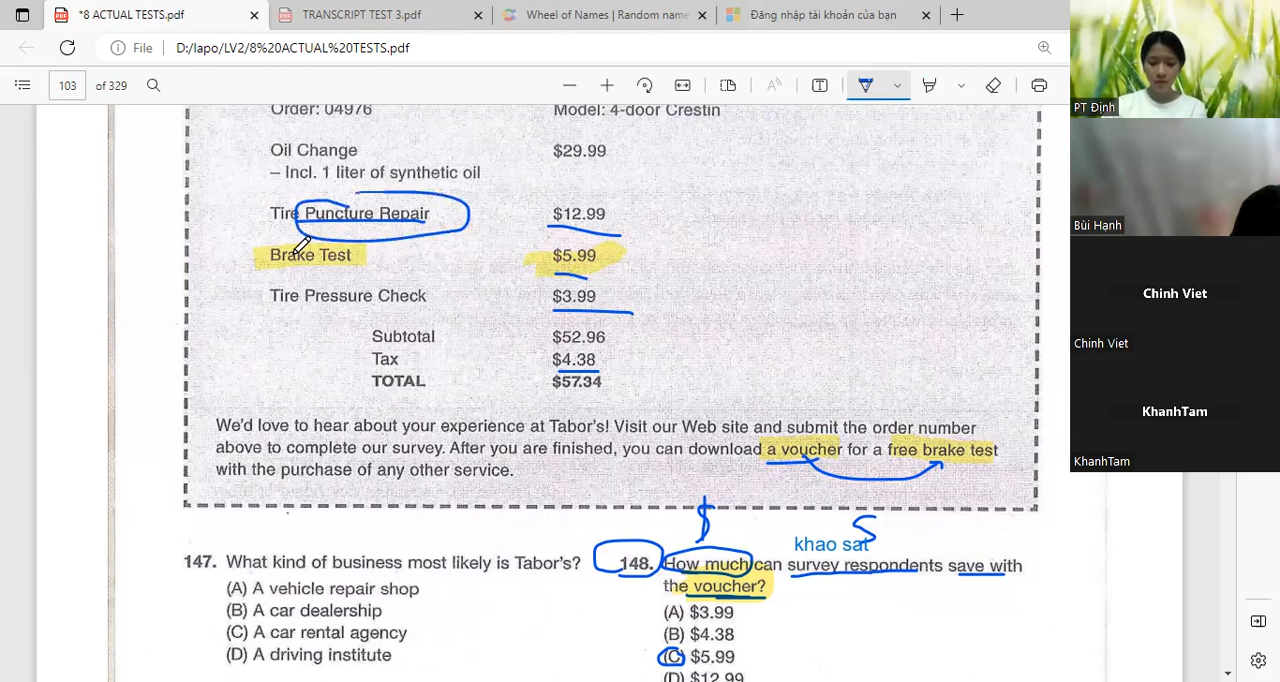 *8 ACTUAL TESTS.pdf
TRANSCRIPT TEST 3.pdf
Wheel of Names | Random name
Đăng nhập tài khoản của bạn
File
D:/lapo/LV2/8%20ACTUAL%20TESTS.pdf
103 of 329
Order: 04976 Model: 4-door Crestin
Oil Change $29.99
– Incl. 1 liter of synthetic oil
Tire Puncture Repair $12.99
Brake Test $5.99
Tire Pressure Check $3.99
Subtotal $52.96
Tax $4.38
TOTAL $57.34
We'd love to hear about your experience at Tabor's! Visit our Web site and submit the order number
above to complete our survey. After you are finished, you can download a voucher for a free brake test
with the purchase of any other service.
$ S
khao sat
147. What kind of business most likely is Tabor's?
(A) A vehicle repair shop
(B) A car dealership
(C) A car rental agency
(D) A driving institute
148. How much can survey respondents save with
the voucher?
(A) $3.99
(B) $4.38
(C) $5.99
(D) $12.99
PT Định
Bùi Hạnh
Chinh Viet
Chinh Viet
KhanhTam
KhanhTam